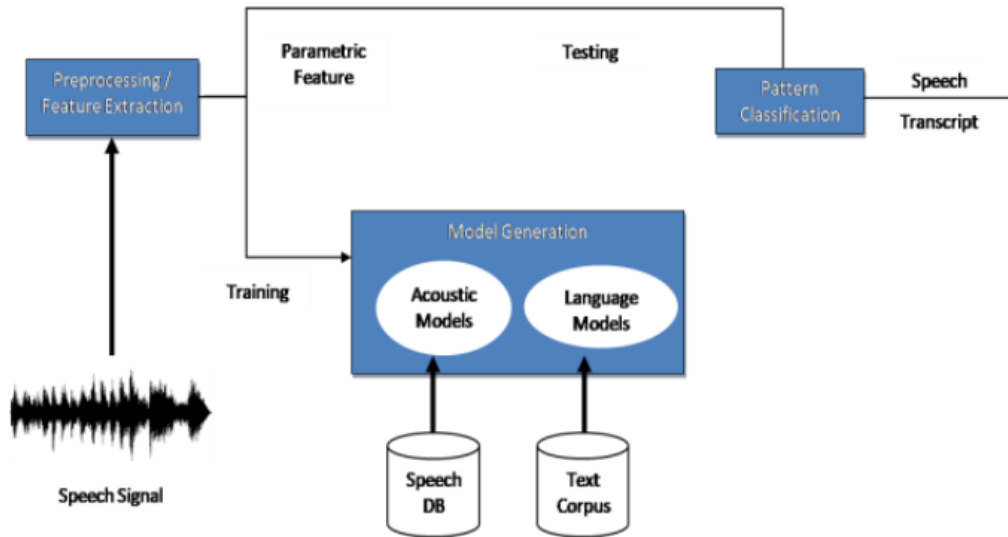 Preprocessing /
Feature Extraction
Parametric
Feature
Testing
Pattern
Classification
Speech
Transcript
Model Generation
Training
Acoustic
Models
Language
Models
Speech Signal
Speech
DB
Text
Corpus